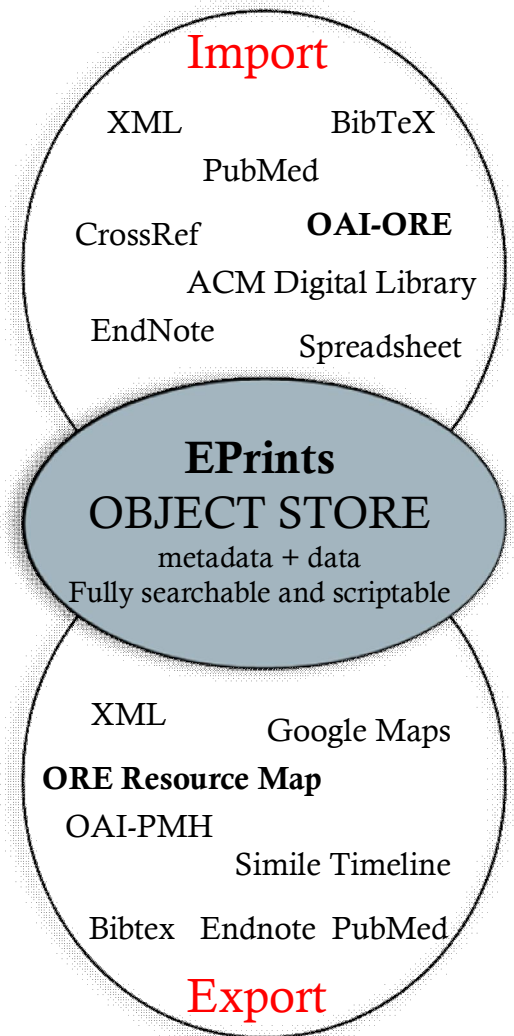 Import
XML BibTeX
PubMed
CrossRef OAI-ORE
ACM Digital Library
EndNote Spreadsheet
EPrints
OBJECT STORE
metadata + data
Fully searchable and scriptable
XML Google Maps
ORE Resource Map
OAI-PMH
Simile Timeline
Bibtex Endnote PubMed
Export